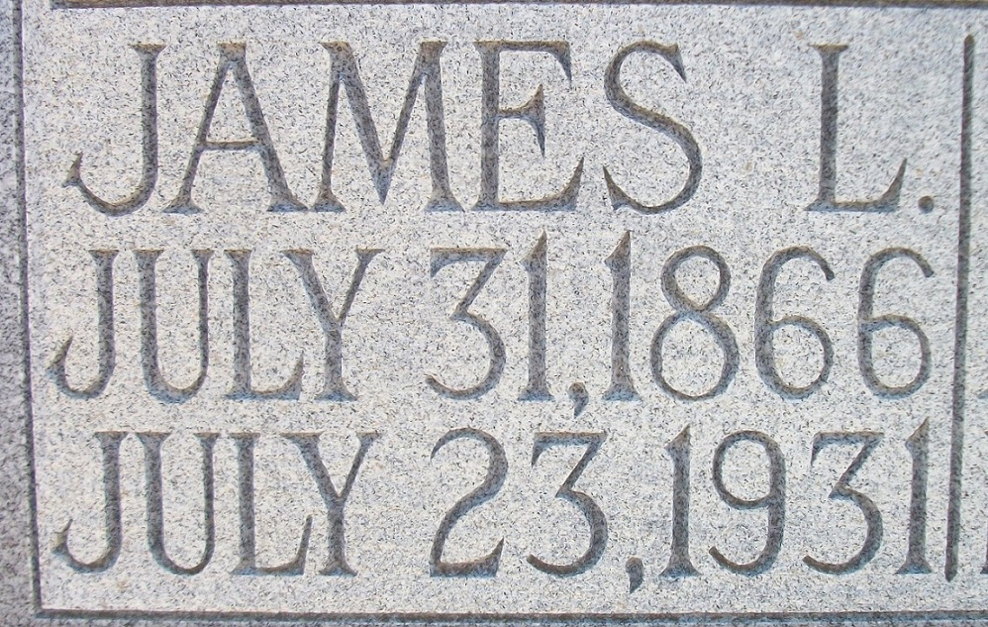 JAMES L.
JULY 31, 1866
JULY 23, 1931